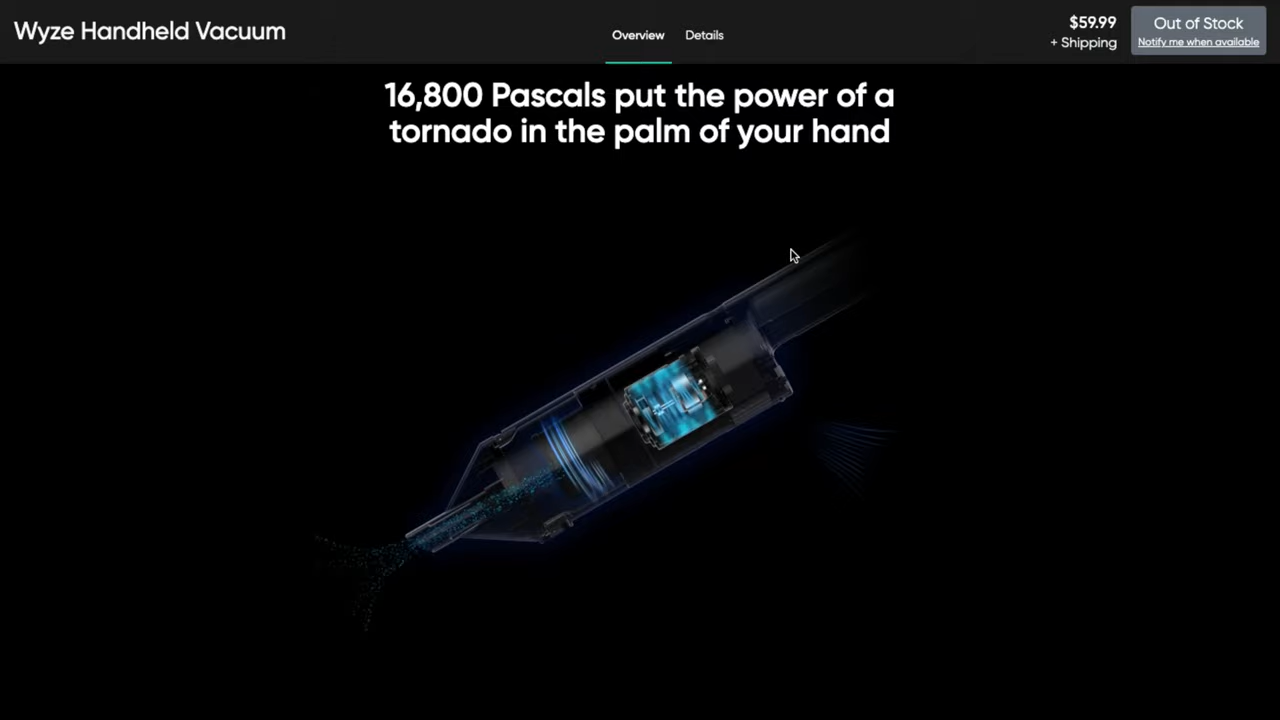 Wyze Handheld Vacuum
Overview
Details
$59.99
+ Shipping
Out of Stock
Notify me when available
16,800 Pascals put the power of a
tornado in the palm of your hand